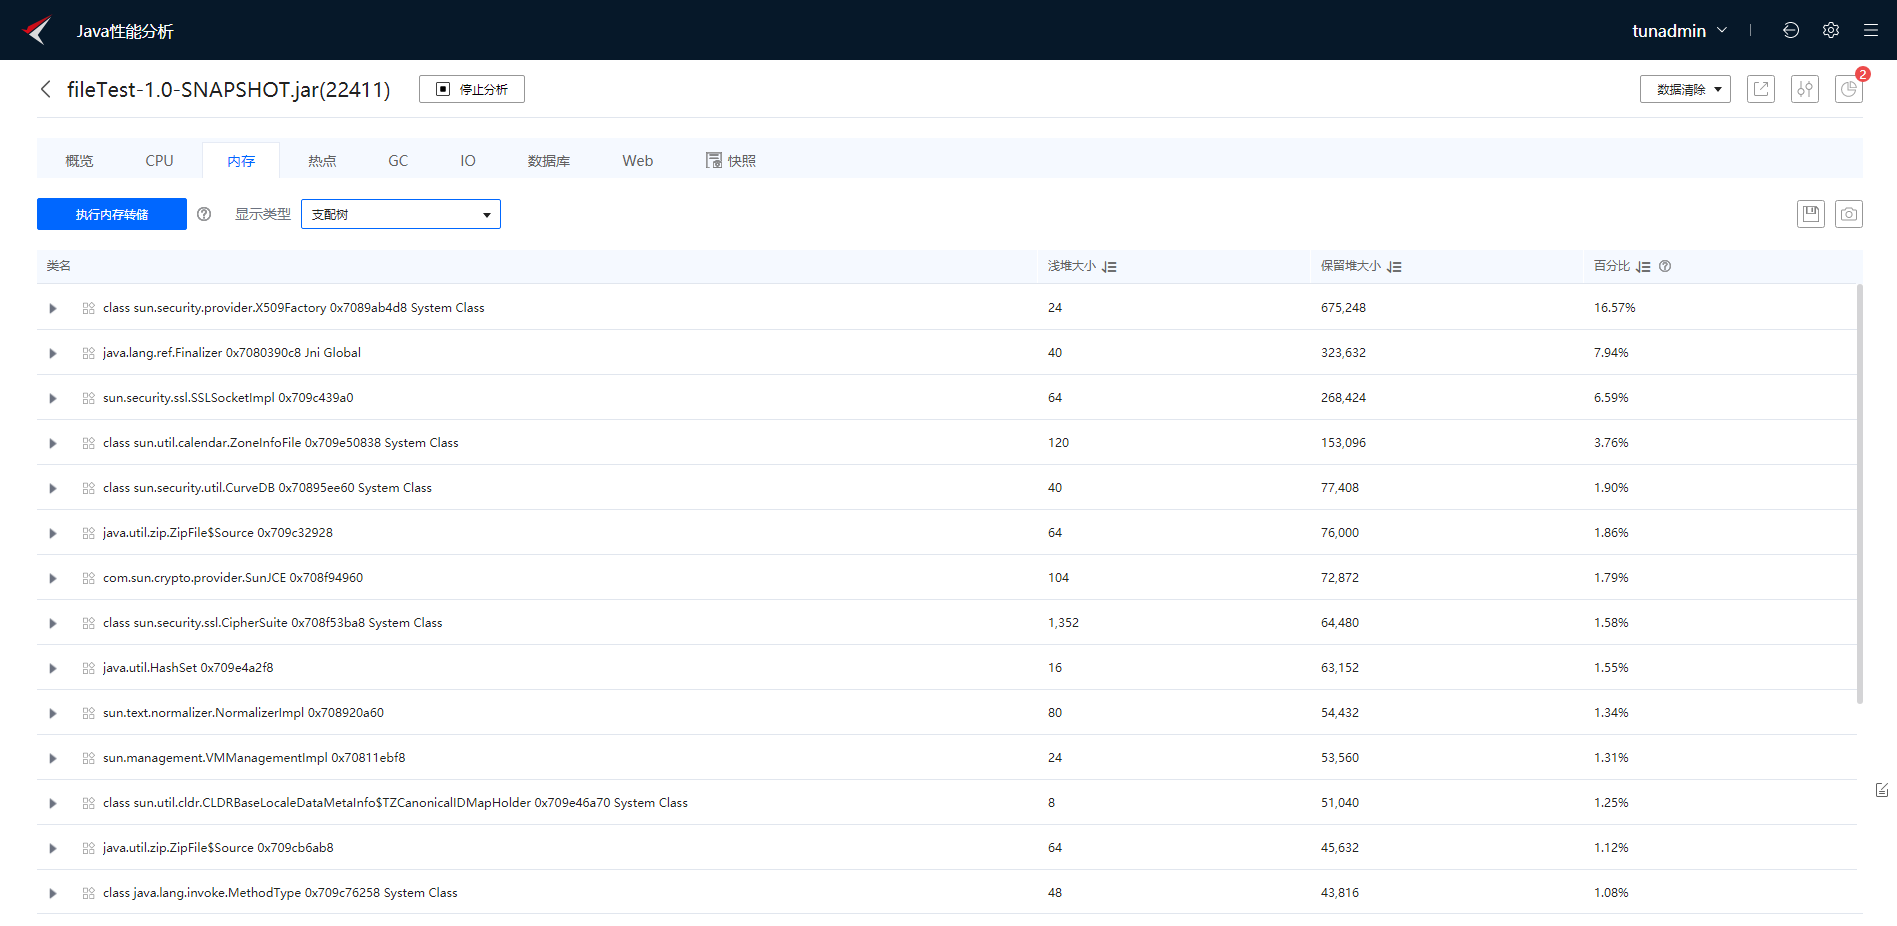 Java性能分析
tunadmin
fileTest-1.0-SNAPSHOT.jar(22411)
停止分析
数据清除
2
概览 CPU 内存 热点 GC IO 数据库 Web 快照
执行内存转储 显示类型 支配树
类名 浅堆大小 保留堆大小 百分比
class sun.security.provider.X509Factory 0x7089ab4d8 System Class 24 675,248 16.57%
java.lang.ref.Finalizer 0x7080390c8 Jni Global 40 323,632 7.94%
sun.security.ssl.SSLSocketImpl 0x709c439a0 64 268,424 6.59%
class sun.util.calendar.ZoneInfoFile 0x709e50838 System Class 120 153,096 3.76%
class sun.security.util.CurveDB 0x70895ee60 System Class 40 77,408 1.90%
java.util.zip.ZipFile$Source 0x709c32928 64 76,000 1.86%
com.sun.crypto.provider.SunJCE 0x708f94960 104 72,872 1.79%
class sun.security.ssl.CipherSuite 0x708f53ba8 System Class 1,352 64,480 1.58%
java.util.HashSet 0x709e4a2f8 16 63,152 1.55%
sun.text.normalizer.NormalizerImpl 0x708920a60 80 54,432 1.34%
sun.management.VMManagementImpl 0x70811ebf8 24 53,560 1.31%
class sun.util.cldr.CLDRBaseLocaleDataMetaInfo$TZCanonicalIDMapHolder 0x709e46a70 System Class 8 51,040 1.25%
java.util.zip.ZipFile$Source 0x709cb6ab8 64 45,632 1.12%
class java.lang.invoke.MethodType 0x709c76258 System Class 48 43,816 1.08%